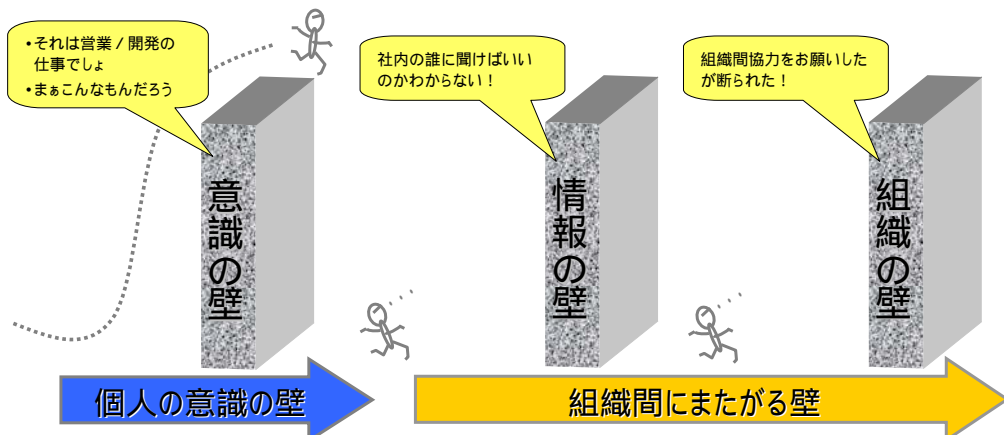 ・それは営業/開発の
仕事でしょ
・まぁこんなもんだろう
社内の誰に聞けばいい
のかわからない！
組織間協力をお願いした
が断られた！
意識の壁
情報の壁
組織の壁
個人の意識の壁
組織間にまたがる壁